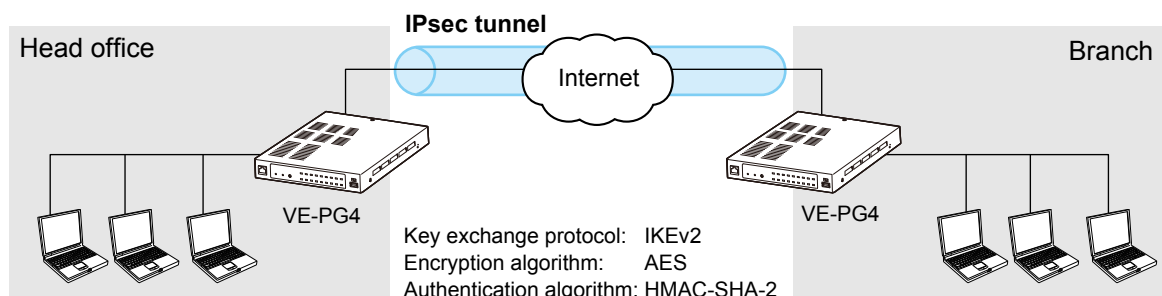 IPsec tunnel
Head office
Internet
Branch
VE-PG4
VE-PG4
Key exchange protocol: IKEv2
Encryption algorithm: AES
Authentication algorithm: HMAC-SHA-2